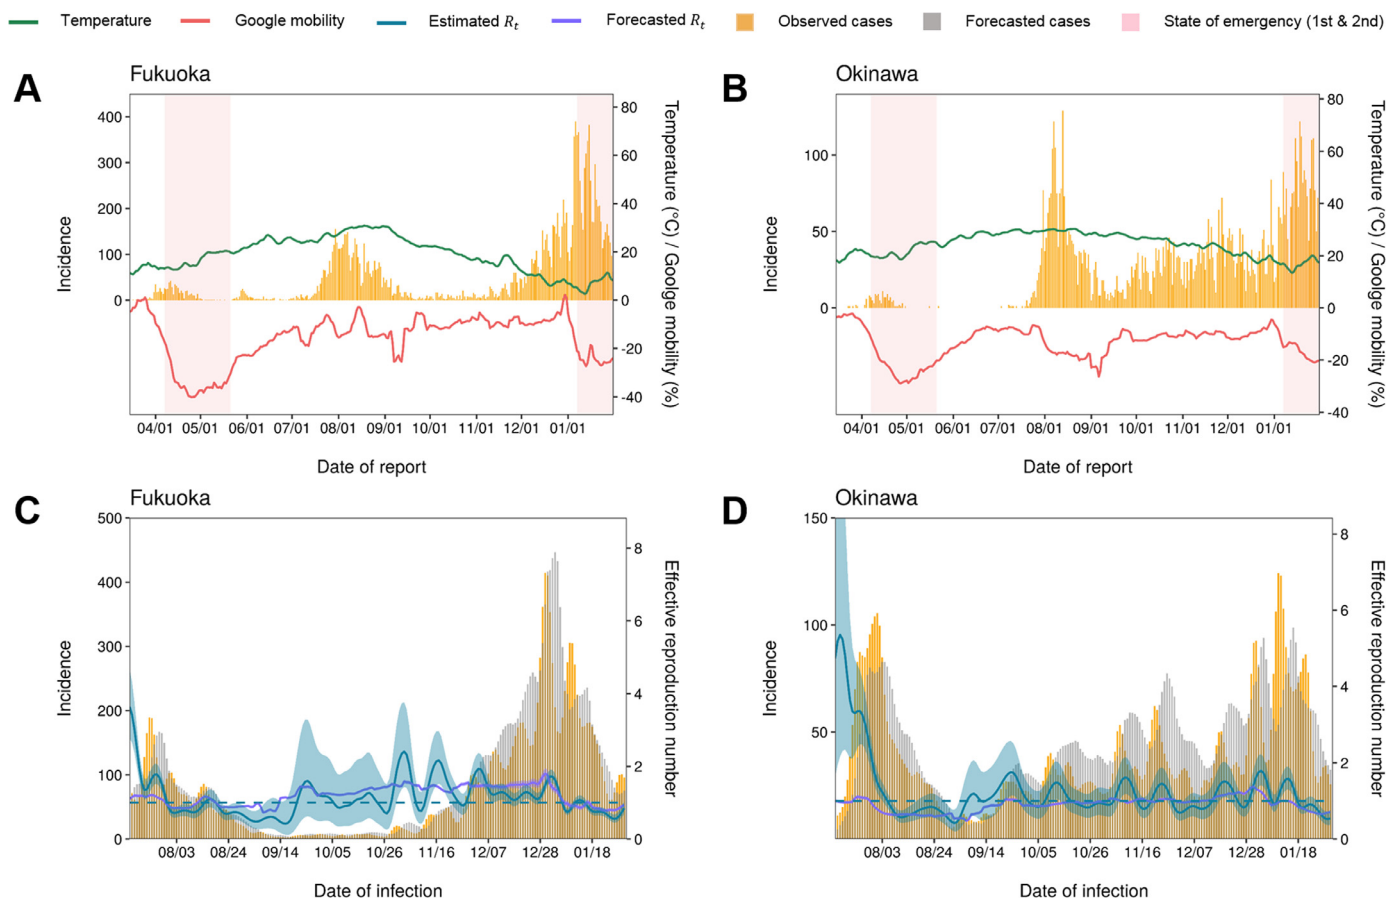 Temperature Google mobility Estimated Rt Forecasted Rt Observed cases Forecasted cases State of emergency (1st & 2nd)
A Fukuoka
400
300
200
100
0
80
60
40
20
0
-20
-40
Incidence
Temperature (°C) / Goolge mobility (%)
04/01 05/01 06/01 07/01 08/01 09/01 10/01 11/01 12/01 01/01
Date of report
B Okinawa
100
50
0
80
60
40
20
0
-20
-40
Incidence
Temperature (°C) / Goolge mobility (%)
04/01 05/01 06/01 07/01 08/01 09/01 10/01 11/01 12/01 01/01
Date of report
C Fukuoka
500
400
300
200
100
0
8
6
4
2
0
Incidence
Effective reproduction number
08/03 08/24 09/14 10/05 10/26 11/16 12/07 12/28 01/18
Date of infection
D Okinawa
150
100
50
0
8
6
4
2
0
Incidence
Effective reproduction number
08/03 08/24 09/14 10/05 10/26 11/16 12/07 12/28 01/18
Date of infection